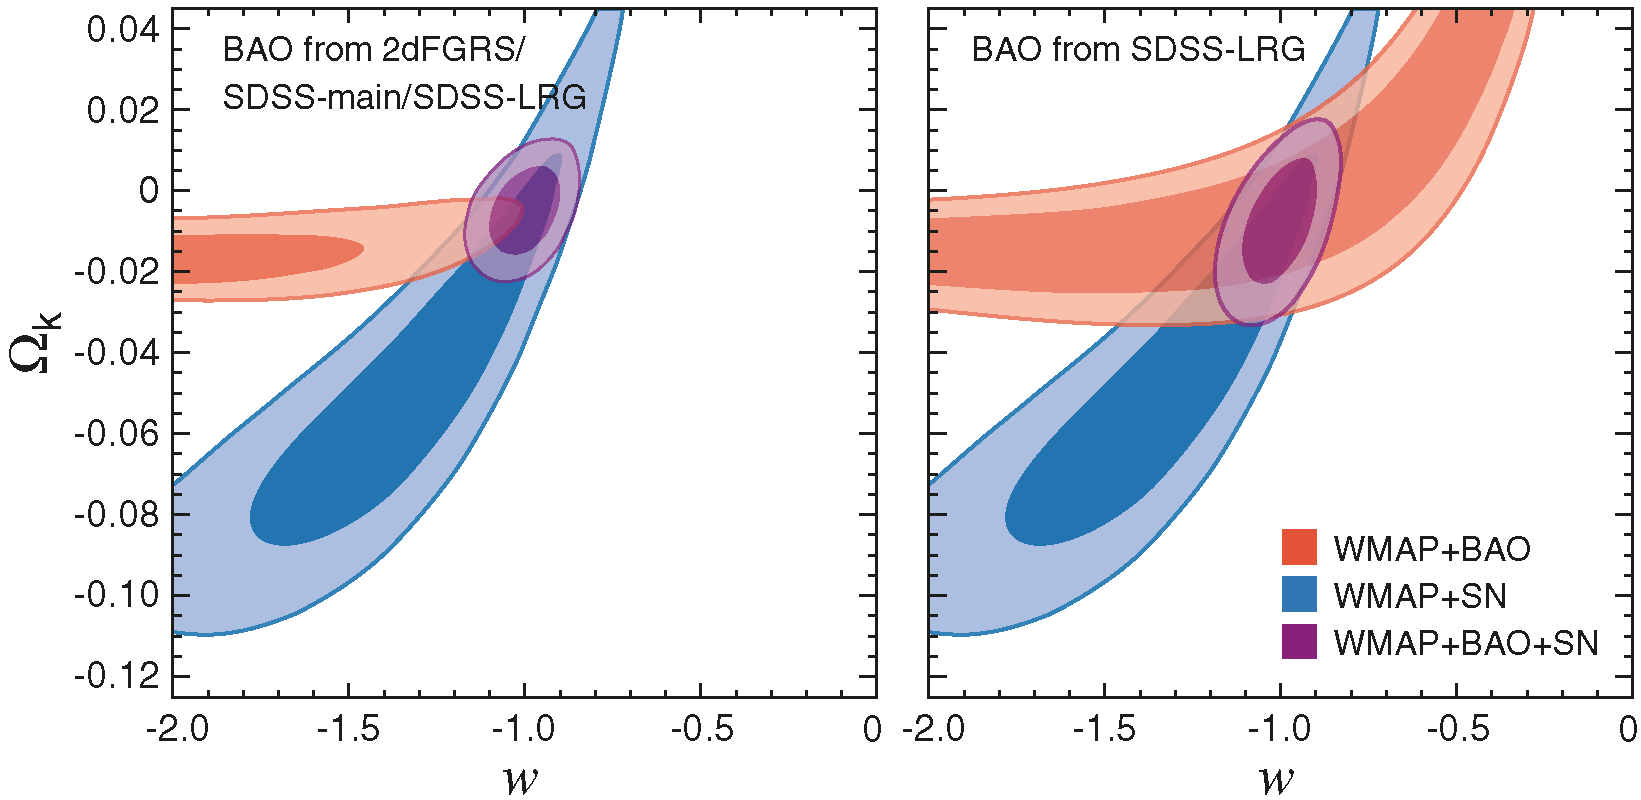 BAO from 2dFGRS/
SDSS-main/SDSS-LRG
BAO from SDSS-LRG
0.04
0.02
0
-0.02
-0.04
-0.06
-0.08
-0.10
-0.12
Ωk
WMAP+BAO
WMAP+SN
WMAP+BAO+SN
-2.0 -1.5 -1.0 -0.5 0 -2.0 -1.5 -1.0 -0.5 0
w w